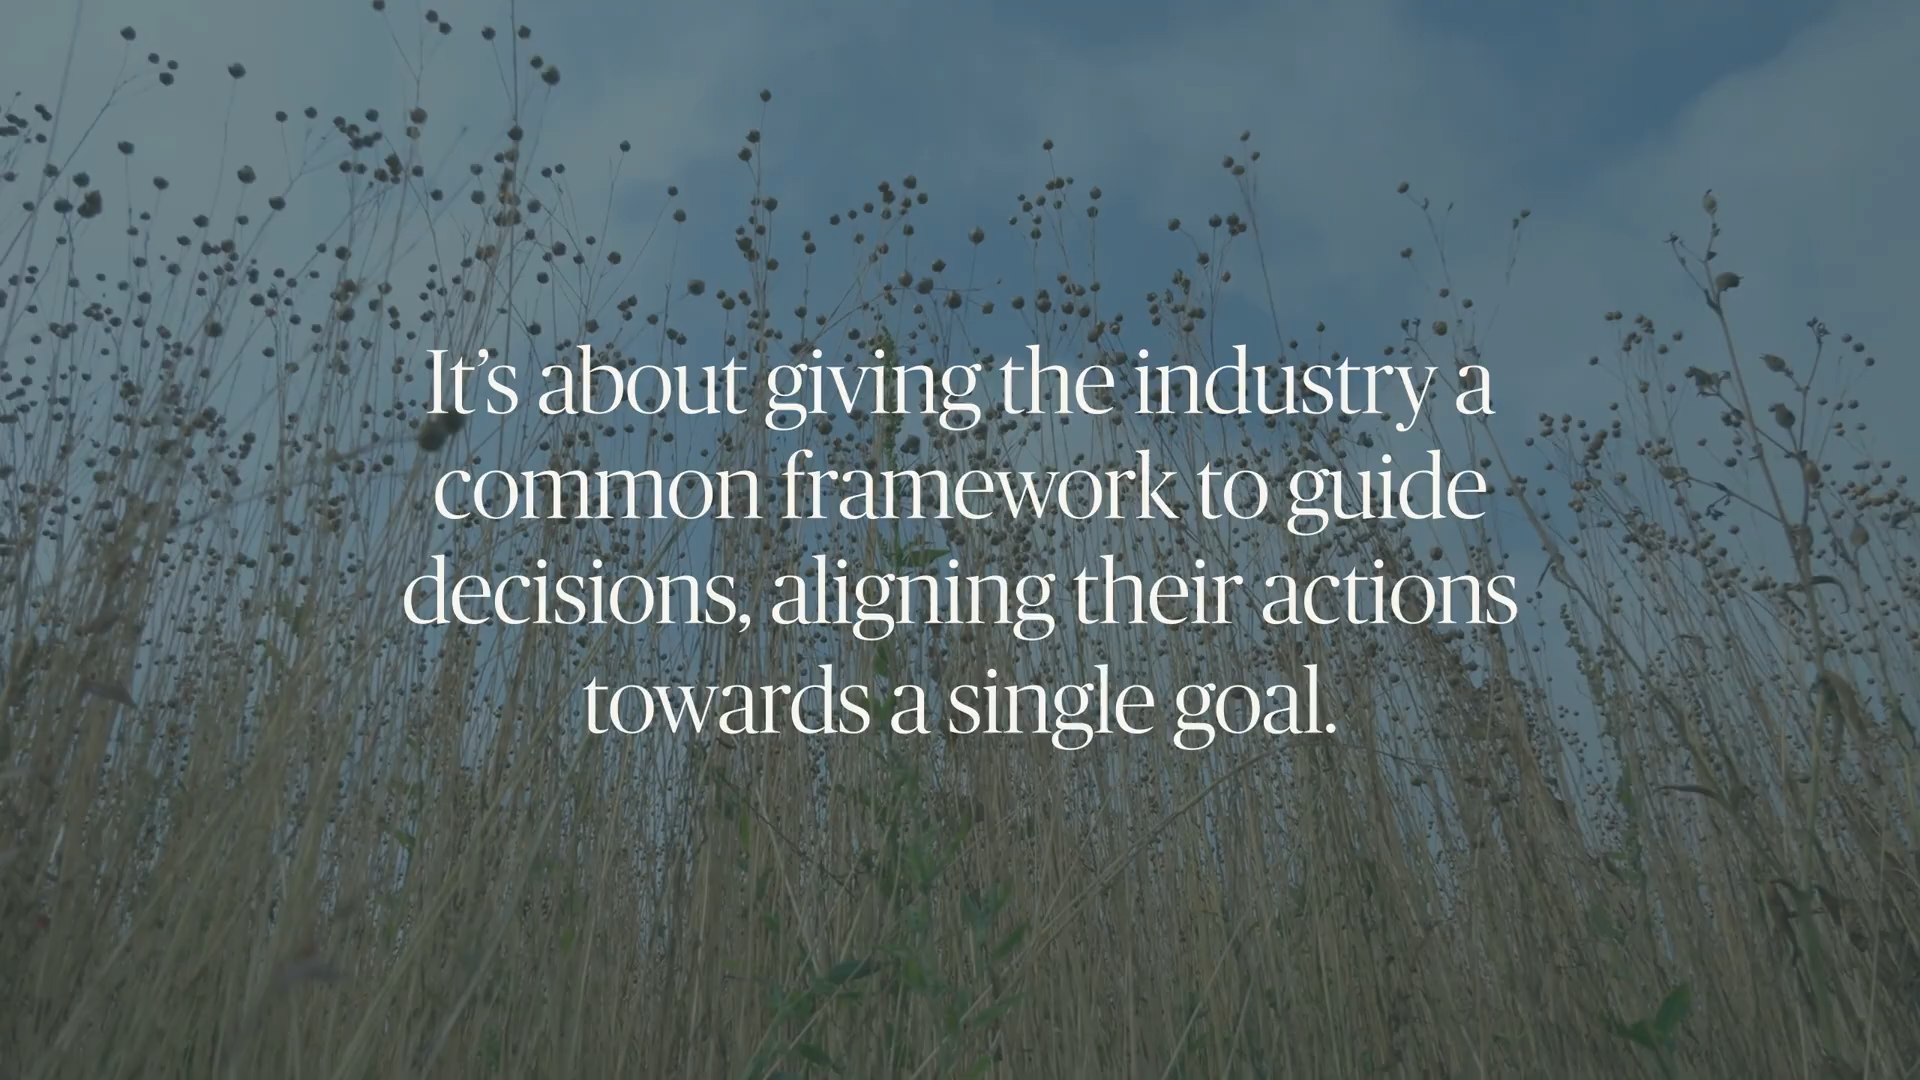 It’s about giving the industry a
common framework to guide
decisions, aligning their actions
towards a single goal.